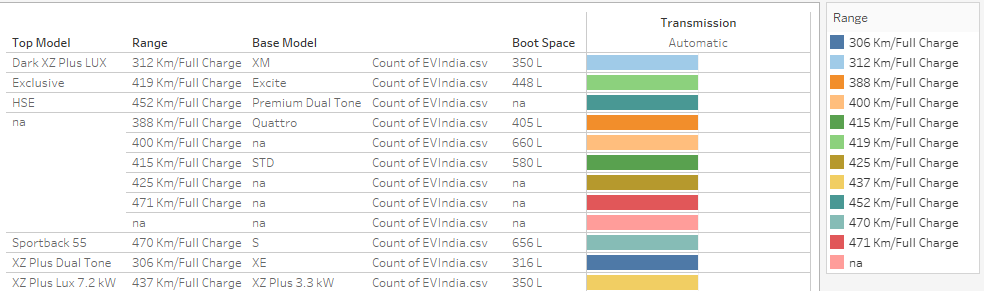 Transmission
Top Model Range Base Model Boot Space Automatic
Dark XZ Plus LUX 312 Km/Full Charge XM Count of EVIndia.csv 350 L
Exclusive 419 Km/Full Charge Excite Count of EVIndia.csv 448 L
HSE 452 Km/Full Charge Premium Dual Tone Count of EVIndia.csv na
na 388 Km/Full Charge Quattro Count of EVIndia.csv 405 L
400 Km/Full Charge na Count of EVIndia.csv 660 L
415 Km/Full Charge STD Count of EVIndia.csv 580 L
425 Km/Full Charge na Count of EVIndia.csv na
471 Km/Full Charge na Count of EVIndia.csv na
na na Count of EVIndia.csv na
Sportback 55 470 Km/Full Charge S Count of EVIndia.csv 656 L
XZ Plus Dual Tone 306 Km/Full Charge XE Count of EVIndia.csv 316 L
XZ Plus Lux 7.2 kW 437 Km/Full Charge XZ Plus 3.3 kW Count of EVIndia.csv 350 L
Range
306 Km/Full Charge
312 Km/Full Charge
388 Km/Full Charge
400 Km/Full Charge
415 Km/Full Charge
419 Km/Full Charge
425 Km/Full Charge
437 Km/Full Charge
452 Km/Full Charge
470 Km/Full Charge
471 Km/Full Charge
na